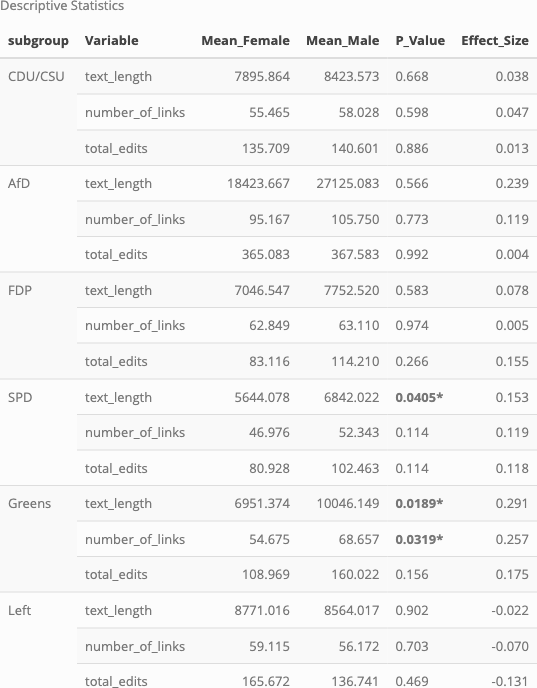 Descriptive Statistics
subgroup Variable Mean_Female Mean_Male P_Value Effect_Size
CDU/CSU text_length 7895.864 8423.573 0.668 0.038
number_of_links 55.465 58.028 0.598 0.047
total_edits 135.709 140.601 0.886 0.013
AfD text_length 18423.667 27125.083 0.566 0.239
number_of_links 95.167 105.750 0.773 0.119
total_edits 365.083 367.583 0.992 0.004
FDP text_length 7046.547 7752.520 0.583 0.078
number_of_links 62.849 63.110 0.974 0.005
total_edits 83.116 114.210 0.266 0.155
SPD text_length 5644.078 6842.022 0.0405* 0.153
number_of_links 46.976 52.343 0.114 0.119
total_edits 80.928 102.463 0.114 0.118
Greens text_length 6951.374 10046.149 0.0189* 0.291
number_of_links 54.675 68.657 0.0319* 0.257
total_edits 108.969 160.022 0.156 0.175
Left text_length 8771.016 8564.017 0.902 -0.022
number_of_links 59.115 56.172 0.703 -0.070
total_edits 165.672 136.741 0.469 -0.131